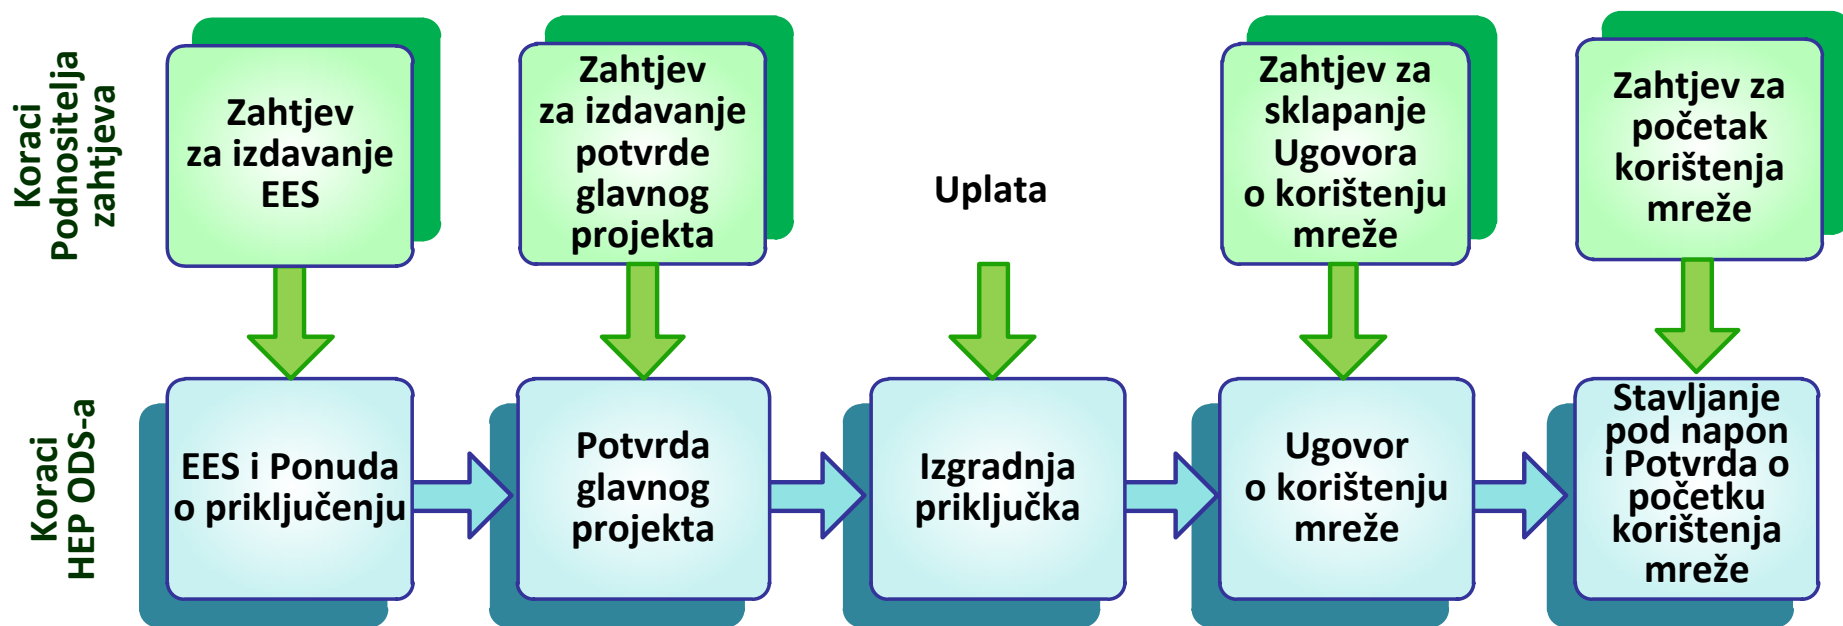 Koraci
Podnositelja
zahtjeva
Zahtjev
za izdavanje
EES
Zahtjev
za izdavanje
potvrde
glavnog
projekta
Uplata
Zahtjev za
sklapanje
Ugovora
o korištenju
mreže
Zahtjev za
početak
korištenja
mreže
Koraci
HEP ODS-a
EES i Ponuda
o priključenju
Potvrda
glavnog
projekta
Izgradnja
priključka
Ugovor
o korištenju
mreže
Stavljanje
pod napon
i Potvrda o
početku
korištenja
mreže